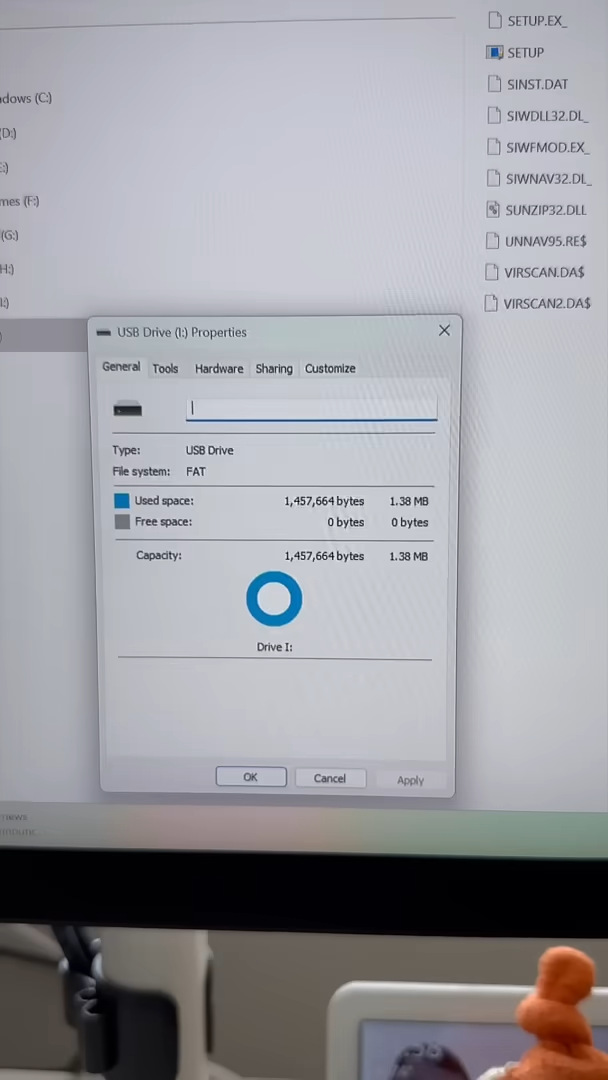 SETUP.EX_
SETUP
SINST.DAT
SIWDLL32.DL_
SIWFMOD.EX_
SIWNAV32.DL_
SUNZIP32.DLL
UNNAV95.RE$
VIRSCAN.DA$
VIRSCAN2.DA$
dows (C:)
(D:)
:)
mes (F:)
(G:)
H:)
I:)
)
USB Drive (I:) Properties
General Tools Hardware Sharing Customize
Type: USB Drive
File system: FAT
Used space: 1,457,664 bytes 1.38 MB
Free space: 0 bytes 0 bytes
Capacity: 1,457,664 bytes 1.38 MB
Drive I:
OK Cancel Apply
news